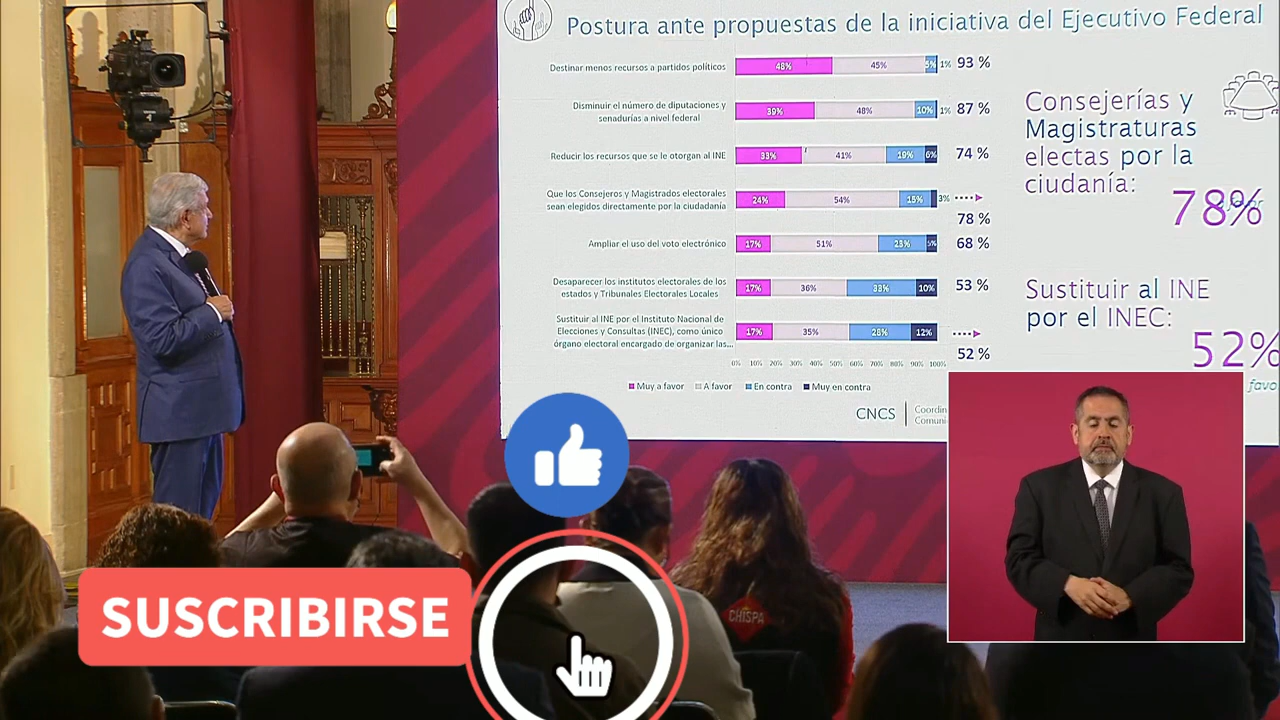 Postura ante propuestas de la iniciativa del Ejecutivo Federal
Destinar menos recursos a partidos políticos
48% 45% 5% 1% 93 %
Disminuir el número de diputaciones y
senadurías a nivel federal
39% 48% 10% 1% 87 %
Reducir los recursos que se le otorgan al INE
33% 41% 19% 6% 74 %
Que los Consejeros y Magistrados electorales
sean elegidos directamente por la ciudadanía
24% 54% 15% 3%
78 %
Ampliar el uso del voto electrónico
17% 51% 23% 5% 68 %
Desaparecer los institutos electorales de los
estados y Tribunales Electorales Locales
17% 36% 33% 10% 53 %
Sustituir al INE por el Instituto Nacional de
Elecciones y Consultas (INEC), como único
órgano electoral encargado de organizar las...
17% 35% 28% 12%
52 %
0% 10% 20% 30% 40% 50% 60% 70% 80% 90% 100%
Muy a favor A favor En contra Muy en contra
CNCS
Consejerías y
Magistraturas
electas por la
ciudanía:
78%
Sustituir al INE
por el INEC:
52%
CHISPA
SUSCRIBIRSE